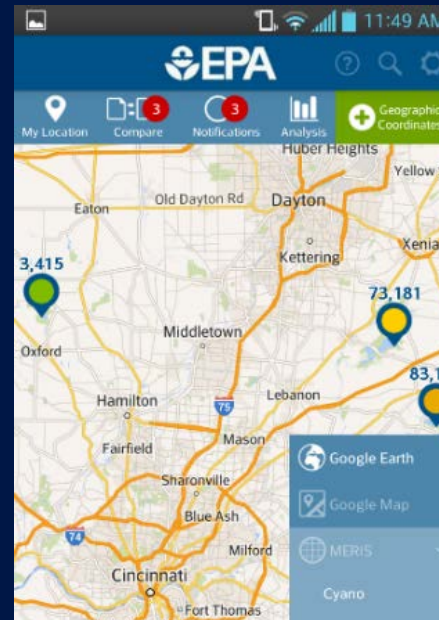 11:49 AM
EPA
?
My Location
Compare 3
Notifications 3
Analysis
Geographic
Coordinates
Huber Heights
Yellow
Old Dayton Rd
Dayton
Eaton
Xenia
Kettering
3,415
73,181
Middletown
Oxford
83,1
Hamilton
Lebanon
75
Mason
Fairfield
Google Earth
Sharonville
Google Map
Blue Ash
74
Milford
MERIS
Cincinnati
Cyano
Fort Thomas